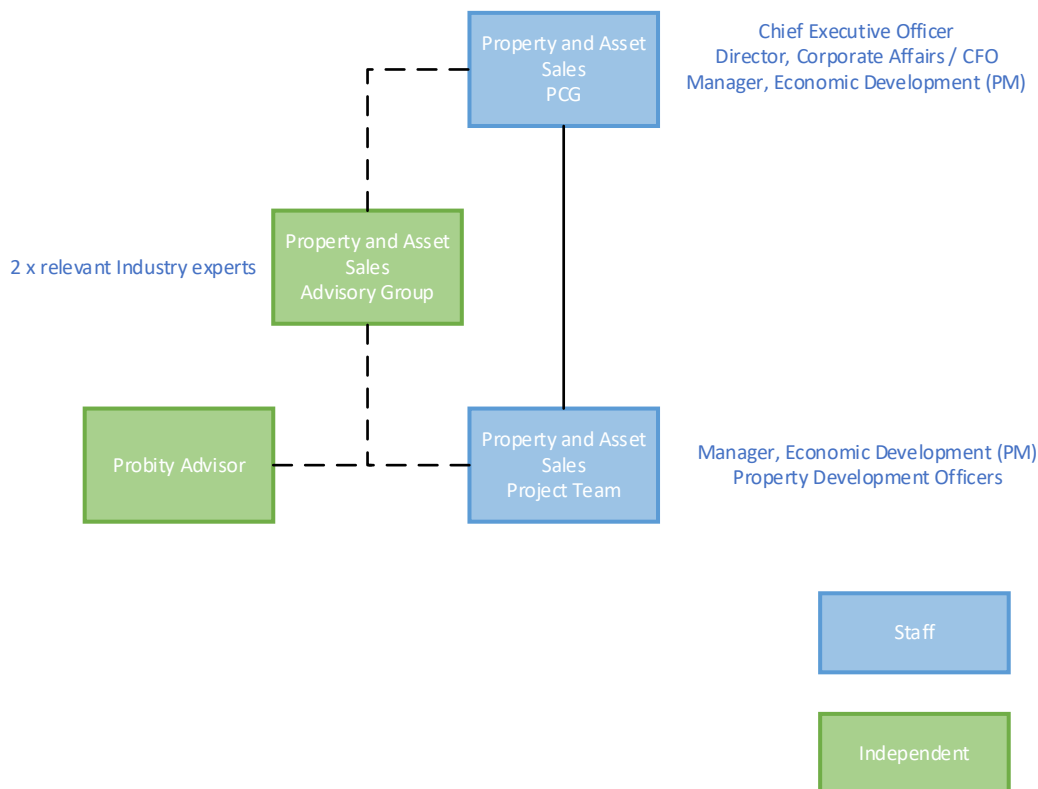 Property and Asset
Sales
PCG
Chief Executive Officer
Director, Corporate Affairs / CFO
Manager, Economic Development (PM)
2 x relevant Industry experts
Property and Asset
Sales
Advisory Group
Probity Advisor
Property and Asset
Sales
Project Team
Manager, Economic Development (PM)
Property Development Officers
Staff
Independent